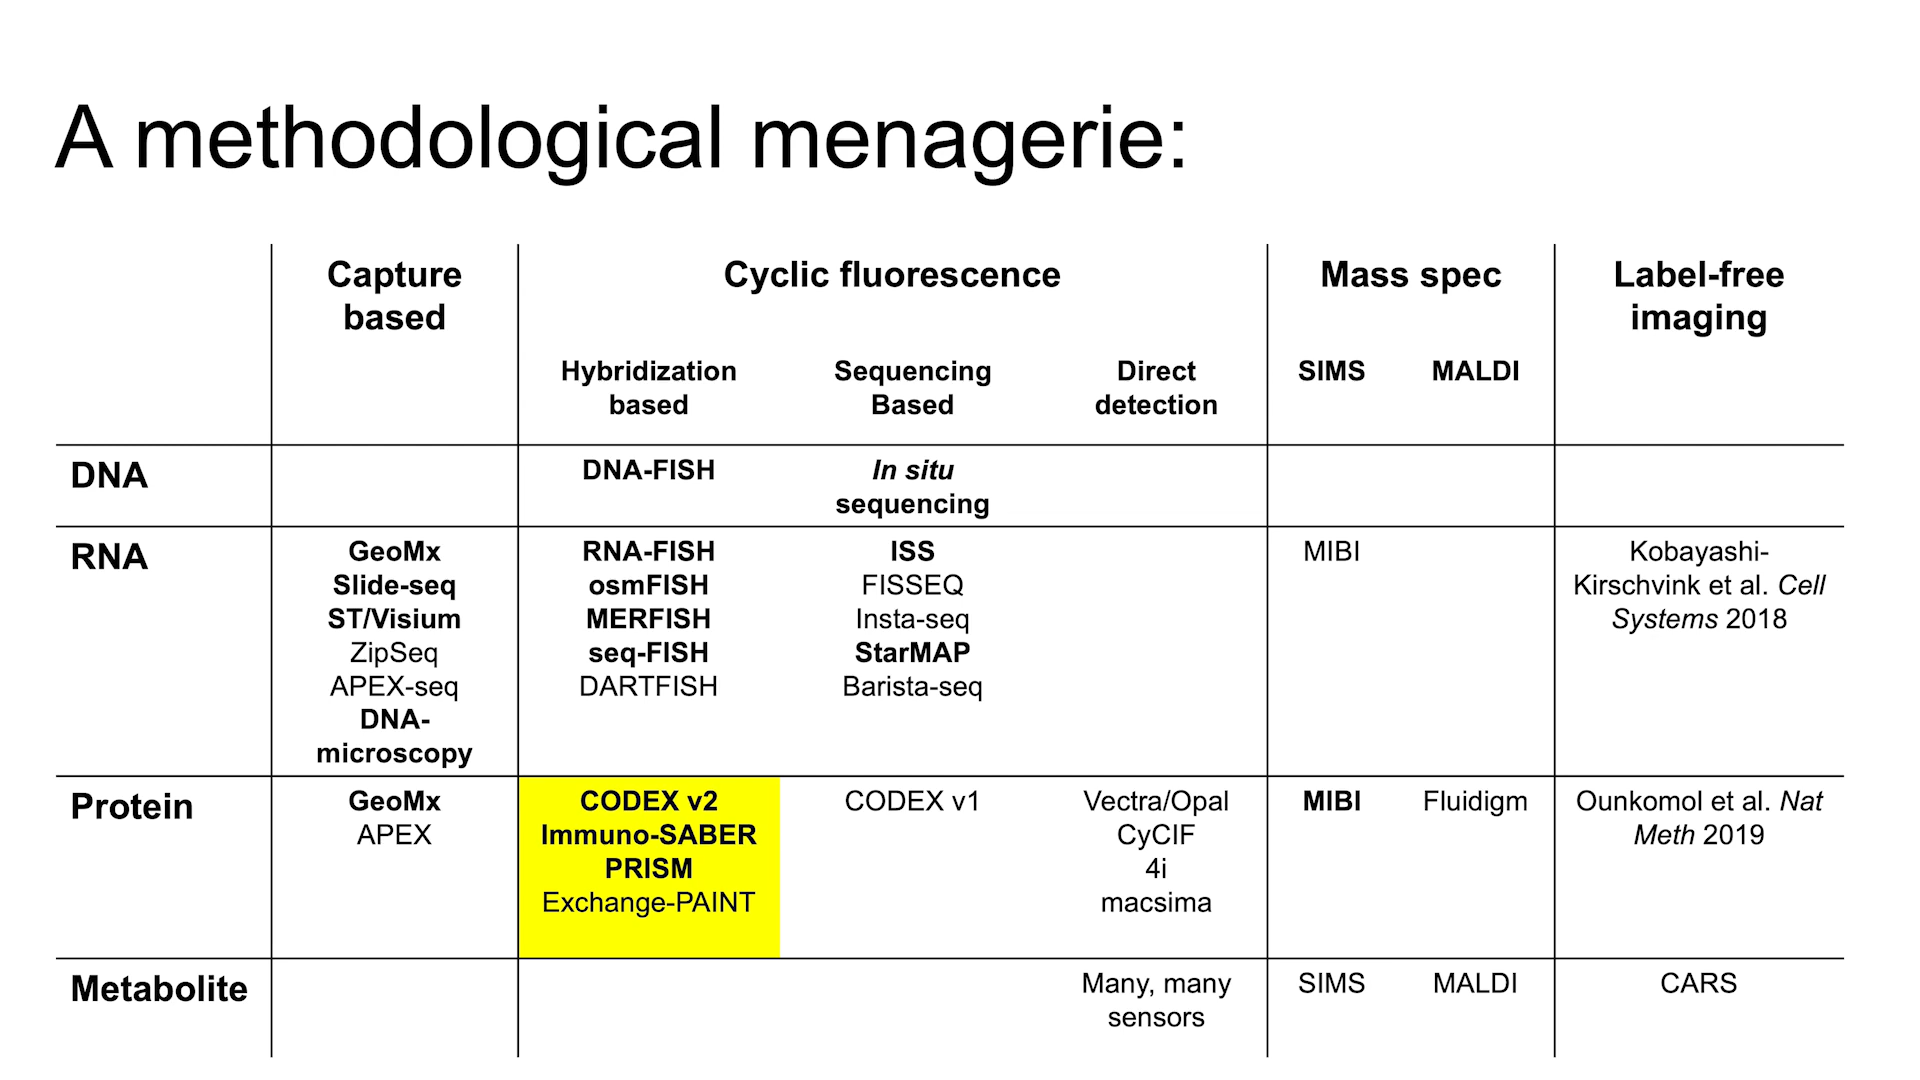 A methodological menagerie:
Capture
based
Cyclic fluorescence
Mass spec
Label-free
imaging
Hybridization
based
Sequencing
Based
Direct
detection
SIMS
MALDI
DNA
DNA-FISH
In situ
sequencing
RNA
GeoMx
Slide-seq
ST/Visium
ZipSeq
APEX-seq
DNA-
microscopy
RNA-FISH
osmFISH
MERFISH
seq-FISH
DARTFISH
ISS
FISSEQ
Insta-seq
StarMAP
Barista-seq
MIBI
Kobayashi-
Kirschvink et al. Cell
Systems 2018
Protein
GeoMx
APEX
CODEX v2
Immuno-SABER
PRISM
Exchange-PAINT
CODEX v1
Vectra/Opal
CyCIF
4i
macsima
MIBI
Fluidigm
Ounkomol et al. Nat
Meth 2019
Metabolite
Many, many
sensors
SIMS
MALDI
CARS